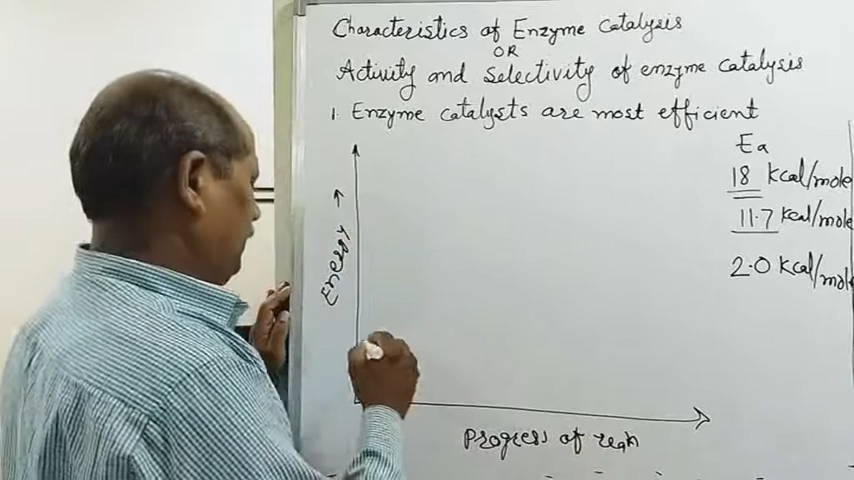 Characteristics of Enzyme Catalysis
OR
Activity and Selectivity of enzyme catalysis
1. Enzyme catalysts are most efficient
Ea
18 Kcal/mole
11.7 Kcal/mole
2.0 Kcal/mole
Energy →
Progress of